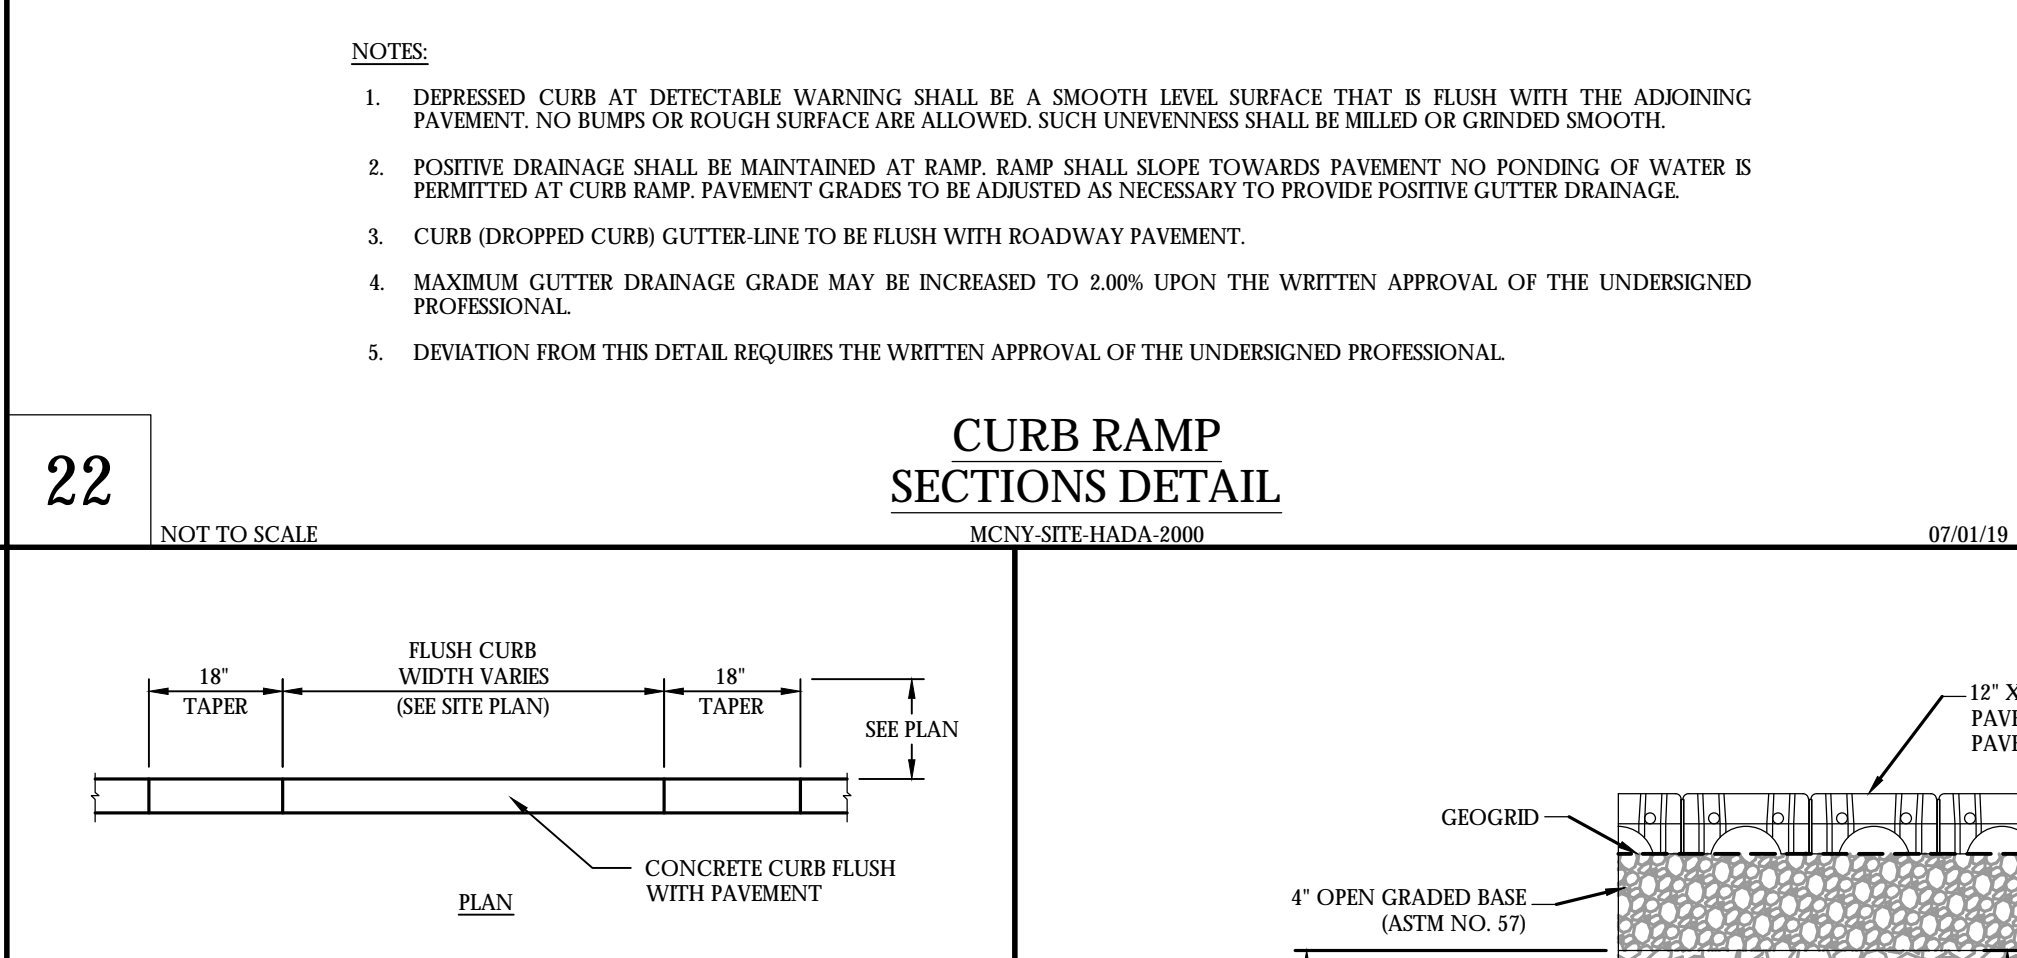 NOTES:
1. DEPRESSED CURB AT DETECTABLE WARNING SHALL BE A SMOOTH LEVEL SURFACE THAT IS FLUSH WITH THE ADJOINING
PAVEMENT. NO BUMPS OR ROUGH SURFACE ARE ALLOWED. SUCH UNEVENNESS SHALL BE MILLED OR GRINDED SMOOTH.
2. POSITIVE DRAINAGE SHALL BE MAINTAINED AT RAMP. RAMP SHALL SLOPE TOWARDS PAVEMENT NO PONDING OF WATER IS
PERMITTED AT CURB RAMP. PAVEMENT GRADES TO BE ADJUSTED AS NECESSARY TO PROVIDE POSITIVE GUTTER DRAINAGE.
3. CURB (DROPPED CURB) GUTTER-LINE TO BE FLUSH WITH ROADWAY PAVEMENT.
4. MAXIMUM GUTTER DRAINAGE GRADE MAY BE INCREASED TO 2.00% UPON THE WRITTEN APPROVAL OF THE UNDERSIGNED
PROFESSIONAL.
5. DEVIATION FROM THIS DETAIL REQUIRES THE WRITTEN APPROVAL OF THE UNDERSIGNED PROFESSIONAL.
22
CURB RAMP
SECTIONS DETAIL
NOT TO SCALE
MCNY-SITE-HADA-2000
07/01/19
FLUSH CURB
WIDTH VARIES
(SEE SITE PLAN)
18"
TAPER
18"
TAPER
SEE PLAN
CONCRETE CURB FLUSH
WITH PAVEMENT
PLAN
12" X
GEOGRID
4" OPEN GRADED BASE
(ASTM NO. 57)